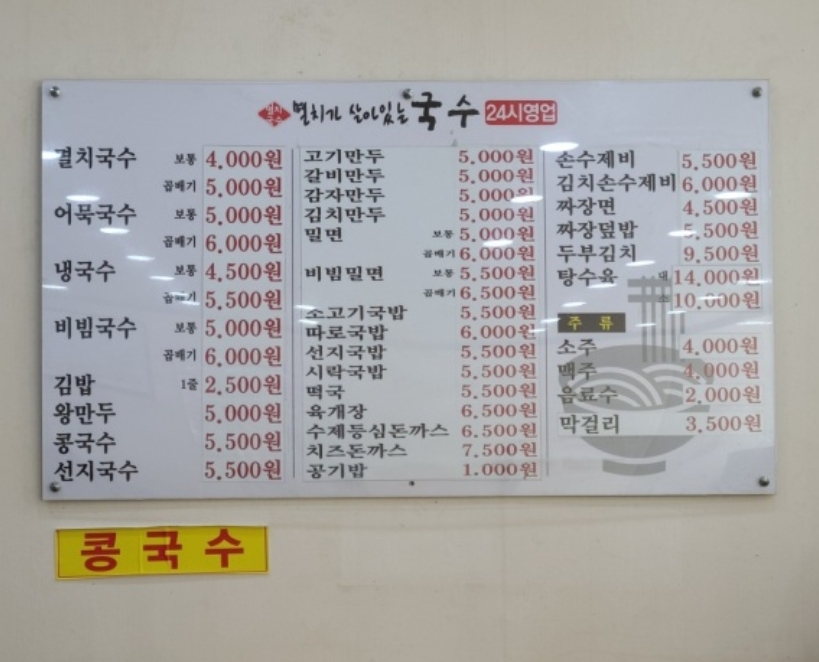 멸치국수 멸치가 살아있는 국수 24시영업
멸치국수 보통 4,000원
곱빼기 5,000원
어묵국수 보통 5,000원
곱빼기 6,000원
냉국수 보통 4,500원
곱빼기 5,500원
비빔국수 보통 5,000원
곱빼기 6,000원
김밥 1줄 2,500원
왕만두 5,000원
콩국수 5,500원
선지국수 5,500원
고기만두 5,000원
갈비만두 5,000원
감자만두 5,000원
김치만두 5,000원
밀면 보통 5,000원
곱빼기 6,000원
비빔밀면 보통 5,500원
곱빼기 6,500원
소고기국밥 5,500원
따로국밥 6,000원
선지국밥 5,500원
시락국밥 5,500원
떡국 5,500원
육개장 6,500원
수제등심돈까스 6,500원
치즈돈까스 7,500원
공기밥 1,000원
손수제비 5,500원
김치손수제비 6,000원
짜장면 4,500원
짜장덮밥 5,500원
두부김치 9,500원
탕수육 대 14,000원
소 10,000원
주 류
소주 4,000원
맥주 4,000원
음료수 2,000원
막걸리 3,500원
콩국수